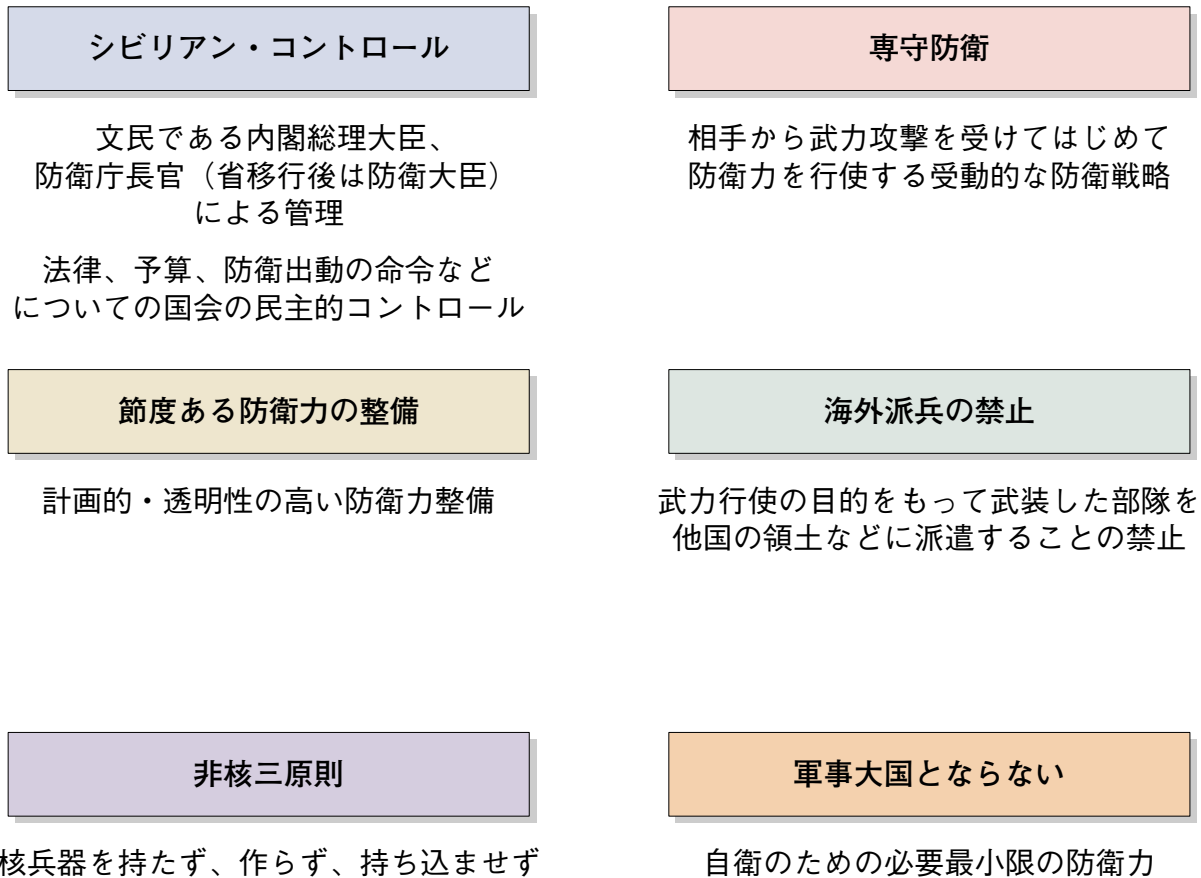 シビリアン・コントロール
文民である内閣総理大臣、
防衛庁長官（省移行後は防衛大臣）
による管理
法律、予算、防衛出動の命令など
についての国会の民主的コントロール
専守防衛
相手から武力攻撃を受けてはじめて
防衛力を行使する受動的な防衛戦略
節度ある防衛力の整備
計画的・透明性の高い防衛力整備
海外派兵の禁止
武力行使の目的をもって武装した部隊を
他国の領土などに派遣することの禁止
非核三原則
核兵器を持たず、作らず、持ち込ませず
軍事大国とならない
自衛のための必要最小限の防衛力